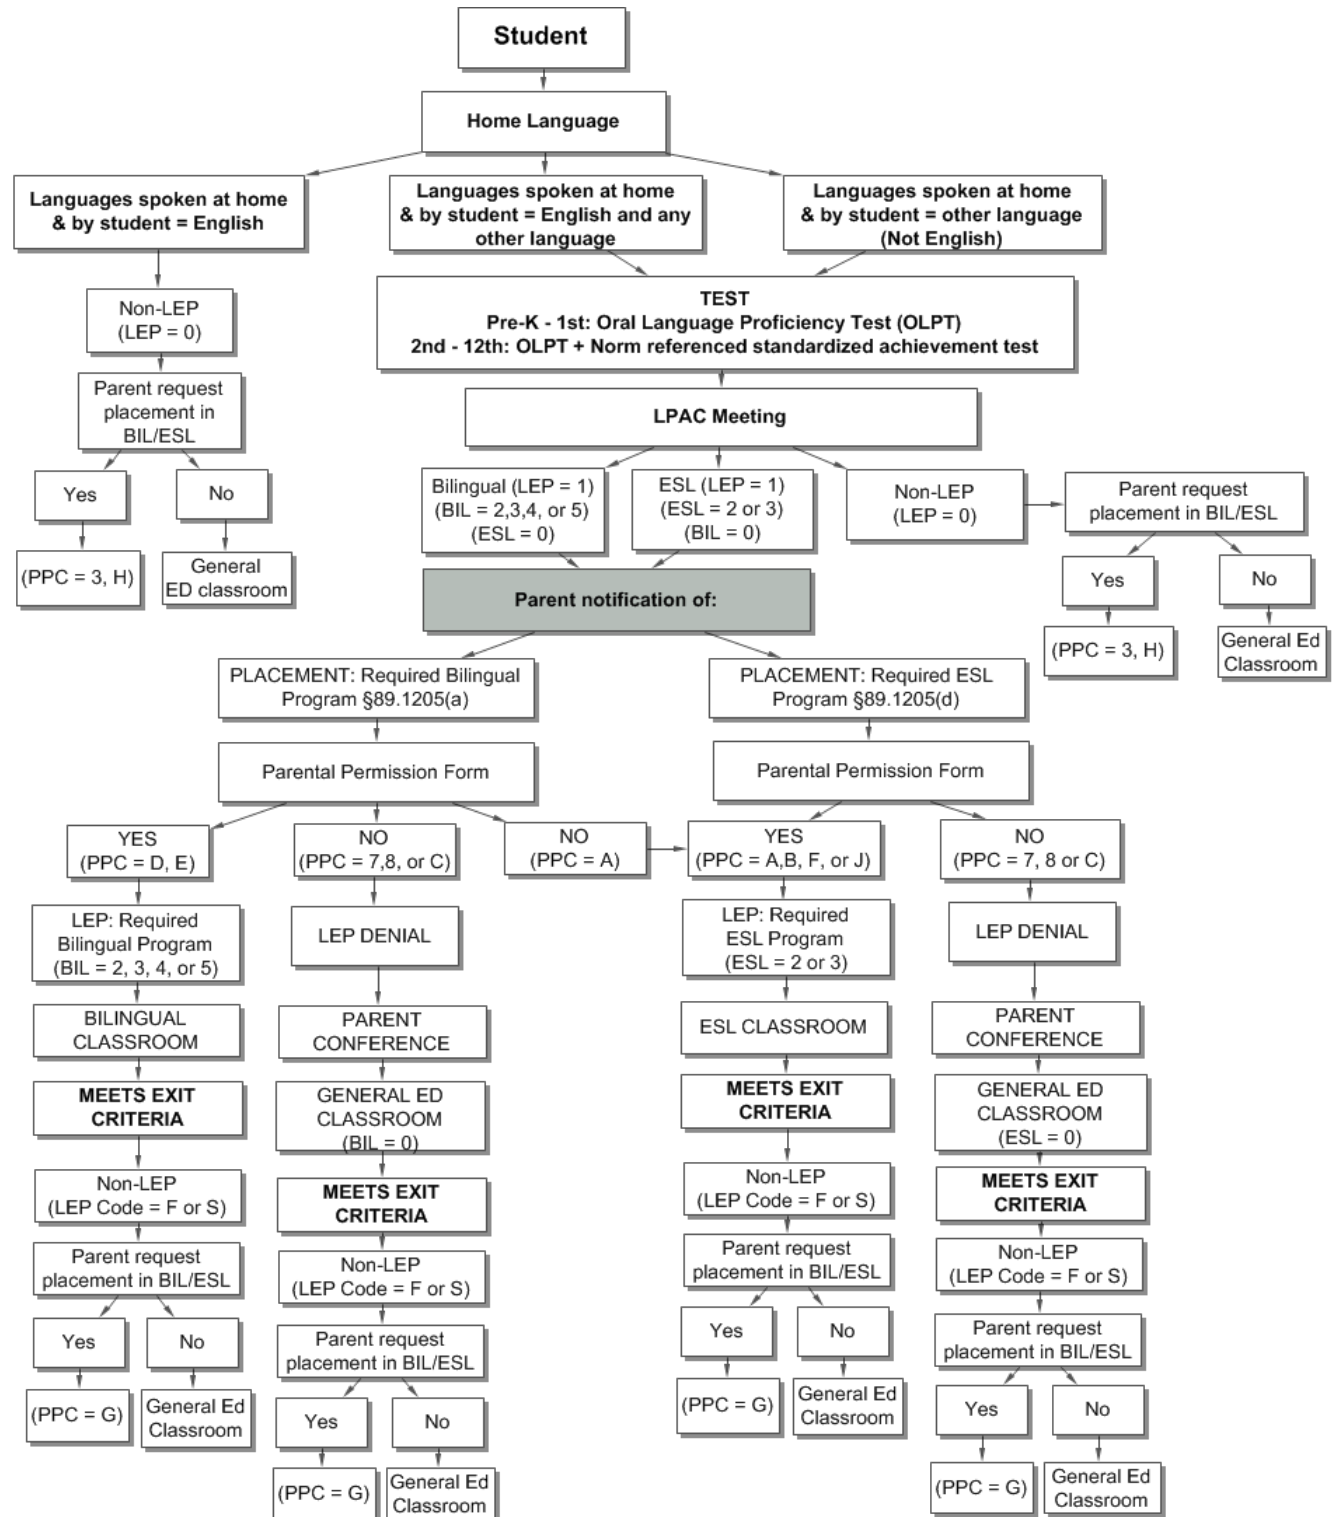 Student
Home Language
Languages spoken at home
& by student = English
Languages spoken at home
& by student = English and any
other language
Languages spoken at home
& by student = other language
(Not English)
Non-LEP
(LEP = 0)
Parent request
placement in
BIL/ESL
Yes
No
(PPC = 3, H)
General
ED classroom
TEST
Pre-K - 1st: Oral Language Proficiency Test (OLPT)
2nd - 12th: OLPT + Norm referenced standardized achievement test
LPAC Meeting
Bilingual (LEP = 1)
(BIL = 2,3,4, or 5)
(ESL = 0)
ESL (LEP = 1)
(ESL = 2 or 3)
(BIL = 0)
Non-LEP
(LEP = 0)
Parent request
placement in BIL/ESL
Yes
No
(PPC = 3, H)
General Ed
Classroom
Parent notification of:
PLACEMENT: Required Bilingual
Program §89.1205(a)
PLACEMENT: Required ESL
Program §89.1205(d)
Parental Permission Form
Parental Permission Form
YES
(PPC = D, E)
NO
(PPC = 7,8, or C)
NO
(PPC = A)
YES
(PPC = A,B, F, or J)
NO
(PPC = 7, 8 or C)
LEP: Required
Bilingual Program
(BIL = 2, 3, 4, or 5)
BILINGUAL
CLASSROOM
MEETS EXIT
CRITERIA
Non-LEP
(LEP Code = F or S)
Parent request
placement in BIL/ESL
Yes
No
(PPC = G)
General Ed
Classroom
LEP DENIAL
PARENT
CONFERENCE
GENERAL ED
CLASSROOM
(BIL = 0)
MEETS EXIT
CRITERIA
Non-LEP
(LEP Code = F or S)
Parent request
placement in BIL/ESL
Yes
No
(PPC = G)
General Ed
Classroom
LEP: Required
ESL Program
(ESL = 2 or 3)
ESL CLASSROOM
MEETS EXIT
CRITERIA
Non-LEP
(LEP Code = F or S)
Parent request
placement in BIL/ESL
Yes
No
(PPC = G)
General Ed
Classroom
LEP DENIAL
PARENT
CONFERENCE
GENERAL ED
CLASSROOM
(ESL = 0)
MEETS EXIT
CRITERIA
Non-LEP
(LEP Code = F or S)
Parent request
placement in BIL/ESL
Yes
No
(PPC = G)
General Ed
Classroom